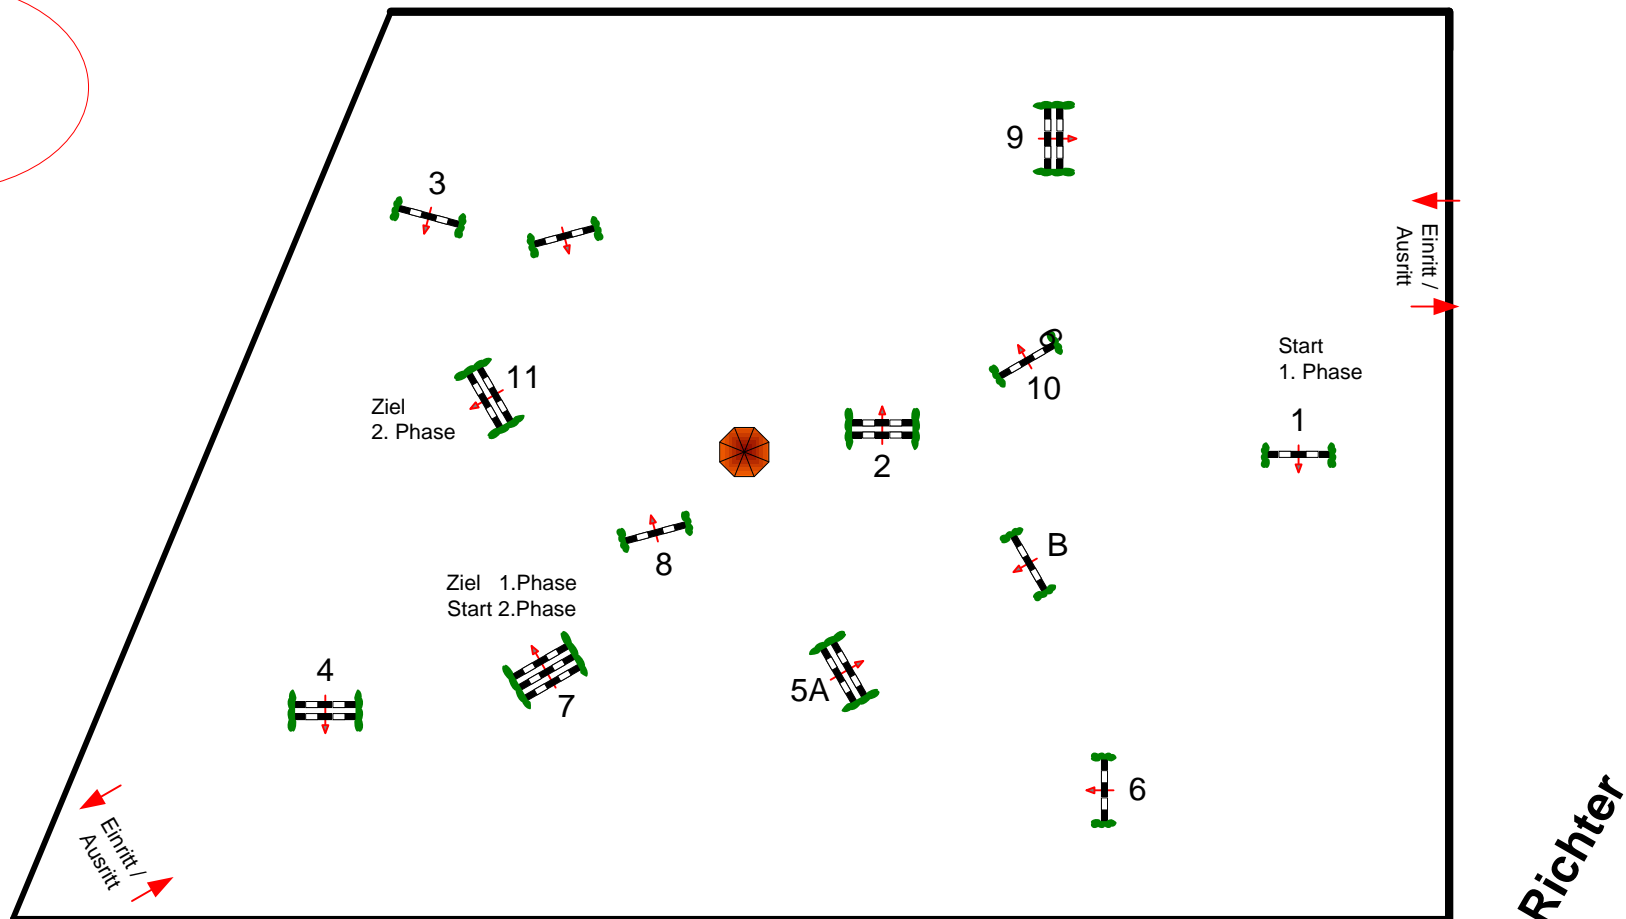 9
3
Einritt /
Ausritt
Start
1. Phase
9
10
11
Ziel
2. Phase
1
2
B
8
Ziel 1.Phase
Start 2.Phase
4
5A
7
6
Einritt /
Ausritt
Richter